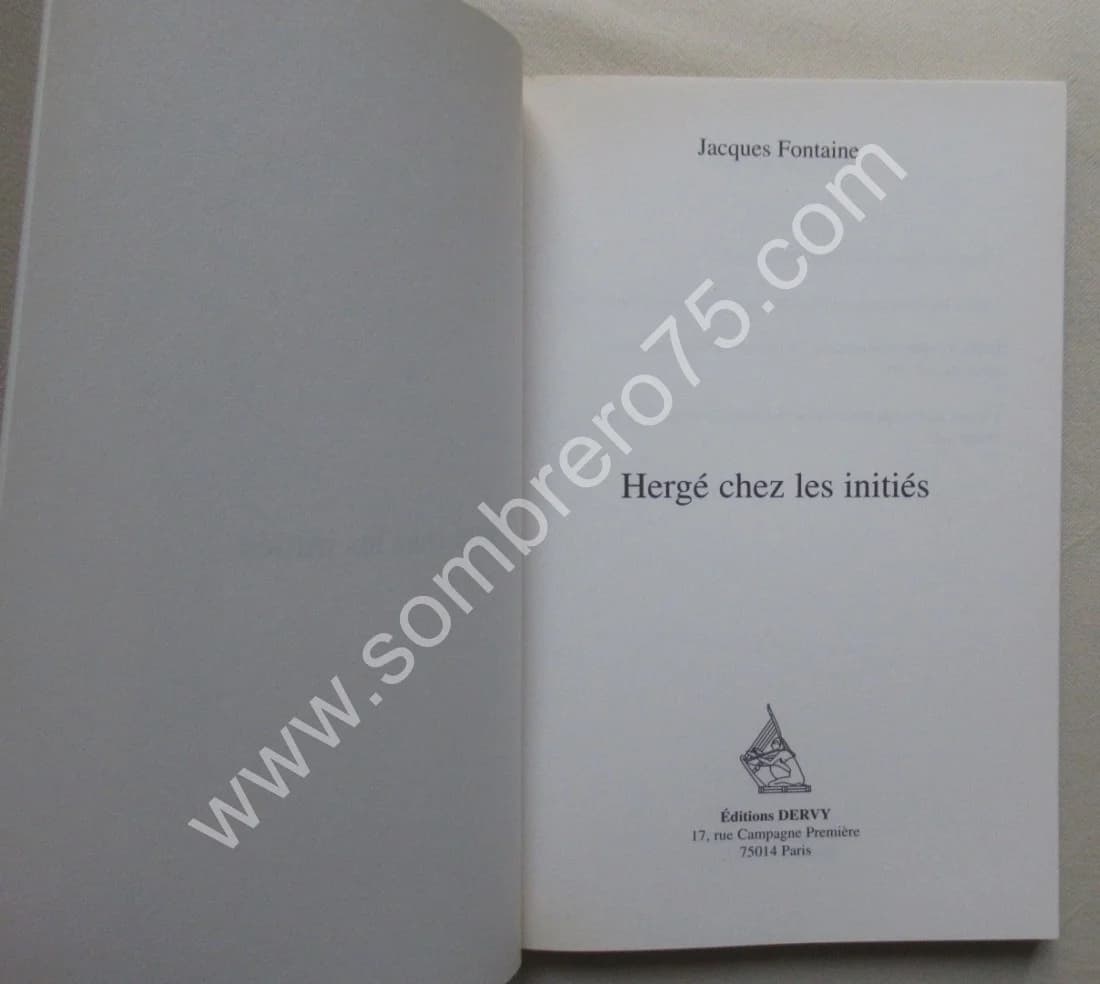 Jacques Fontaine
Hergé chez les initiés
Éditions DERVY
17, rue Campagne Première
75014 Paris
www.sombrero75.com